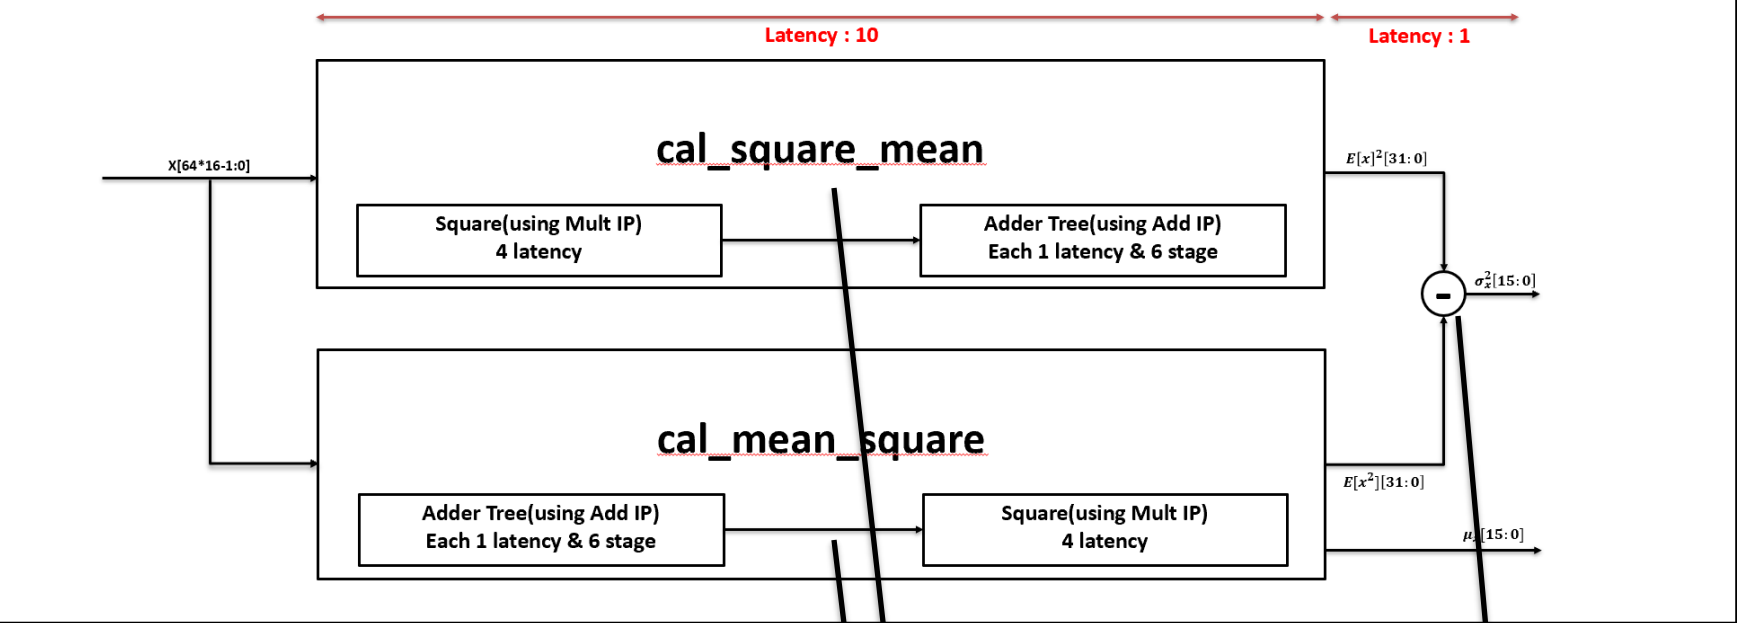 Latency : 10
Latency : 1
X[64*16-1:0]
cal_square_mean
E[x]²[31:0]
Square(using Mult IP)
4 latency
Adder Tree(using Add IP)
Each 1 latency & 6 stage
-
σₓ²[15:0]
cal_mean_square
E[x²][31:0]
Adder Tree(using Add IP)
Each 1 latency & 6 stage
Square(using Mult IP)
4 latency
μ [15:0]